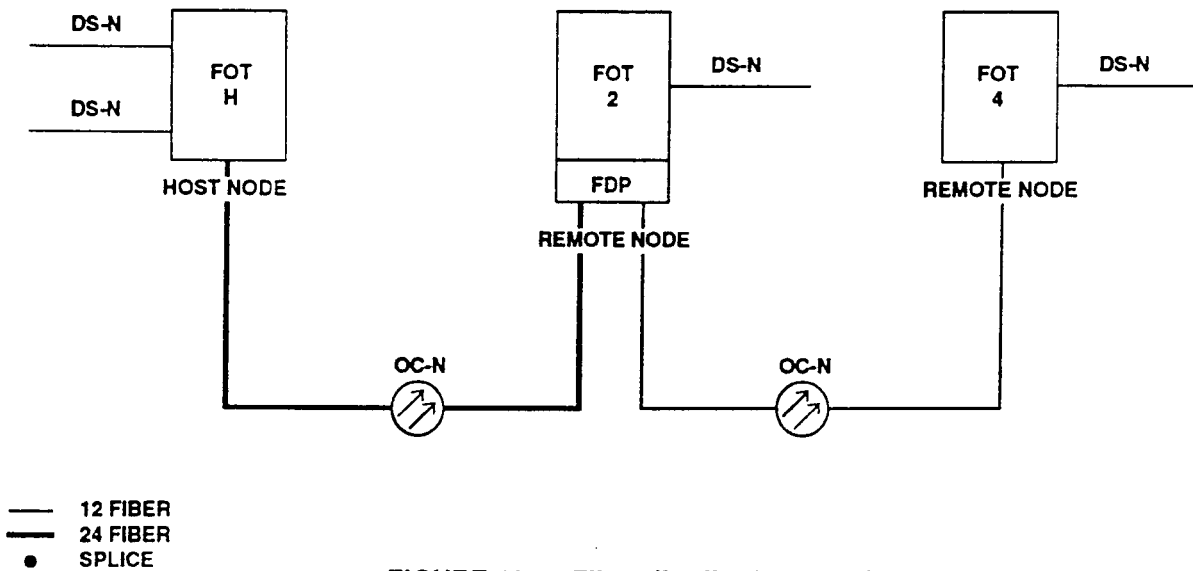 DS-N
DS-N
FOT
H
HOST NODE
FOT
2
FDP
DS-N
REMOTE NODE
FOT
4
DS-N
REMOTE NODE
OC-N
OC-N
12 FIBER
24 FIBER
SPLICE
FIGURE